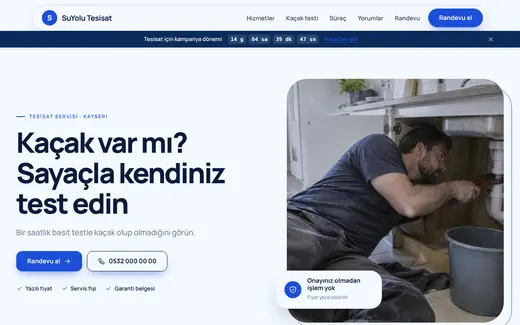 S SuYolu Tesisat
Hizmetler Kaçak testi Süreç Yorumlar Randevu Randevu al
Tesisat için kampanya dönemi 14 g 04 sa 39 dk 47 sn
TESİSAT SERVİSİ · KAYSERİ
Kaçak var mı?
Sayaçla kendiniz
test edin
Bir saatlik basit testle kaçak olup olmadığını görün.
Randevu al → 0532 000 00 00
Yazılı fiyat Servis fişi Garanti belgesi
Onayınız olmadan
işlem yok
Fiyat yazılı bildirilir